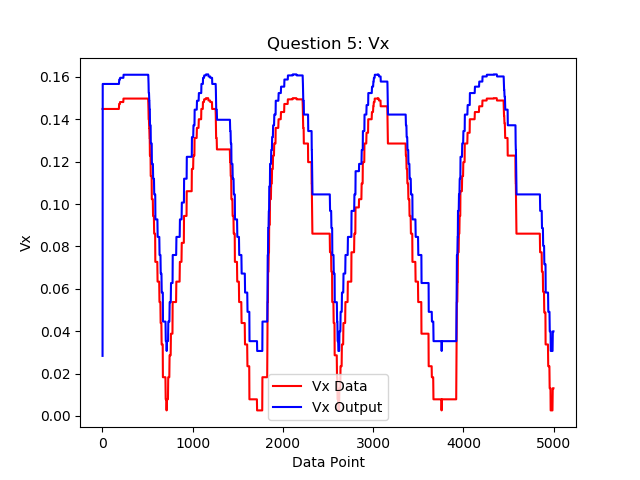 Question 5: Vx
0.16
0.14
0.12
0.10
0.08
0.06
0.04
0.02
0.00
Vx
Vx Data
Vx Output
0 1000 2000 3000 4000 5000
Data Point